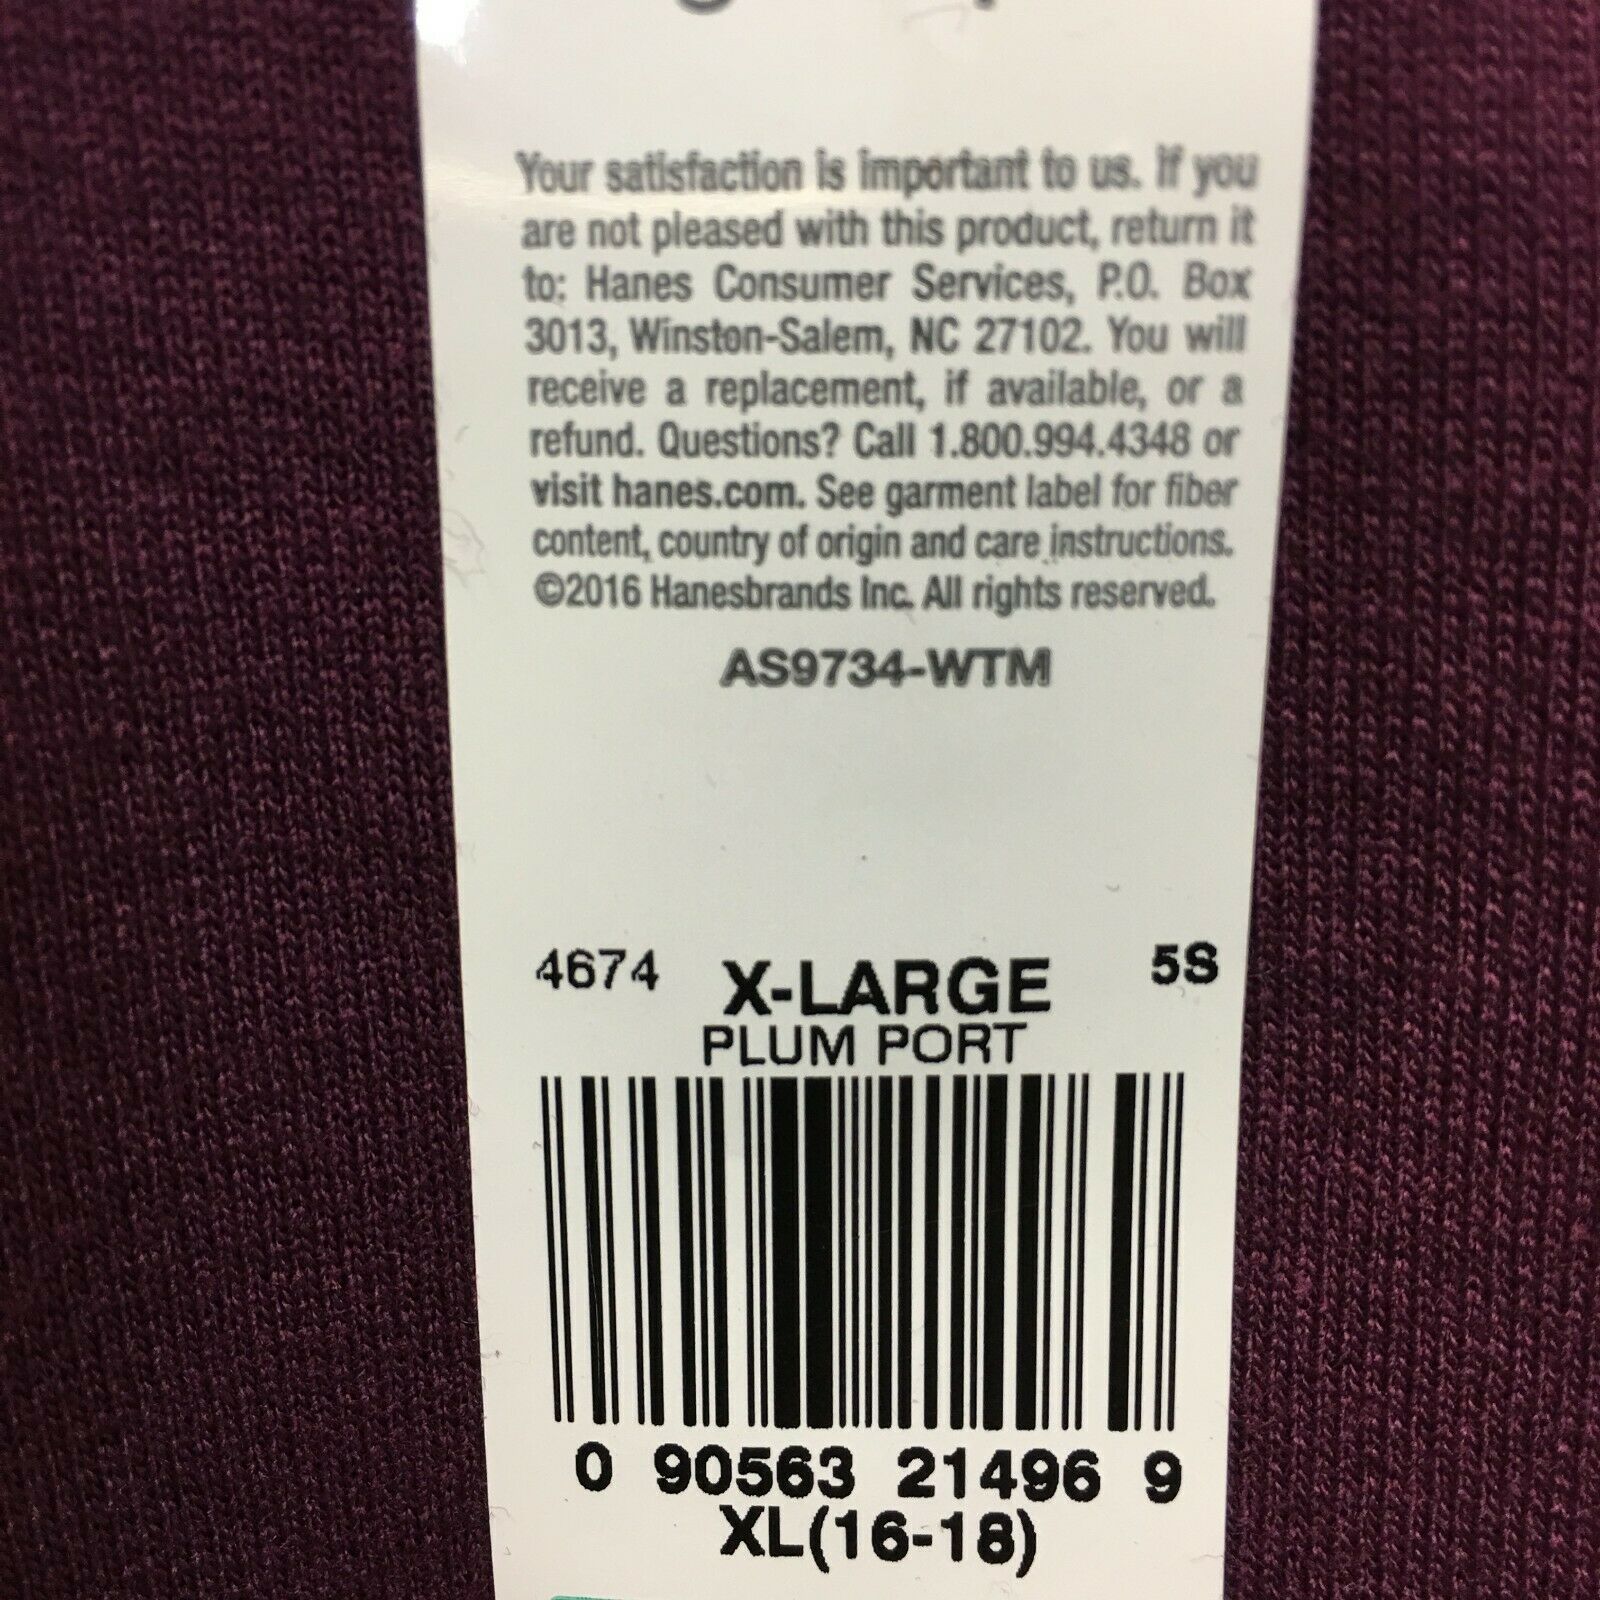 Your satisfaction is important to us. If you
are not pleased with this product, return it
to: Hanes Consumer Services, P.O. Box
3013, Winston-Salem, NC 27102. You will
receive a replacement, if available, or a
refund. Questions? Call 1.800.994.4348 or
visit hanes.com. See garment label for fiber
content, country of origin and care instructions.
©2016 Hanesbrands Inc. All rights reserved.
AS9734-WTM
4674 X-LARGE 5S
PLUM PORT
0 90563 21496 9
XL(16-18)